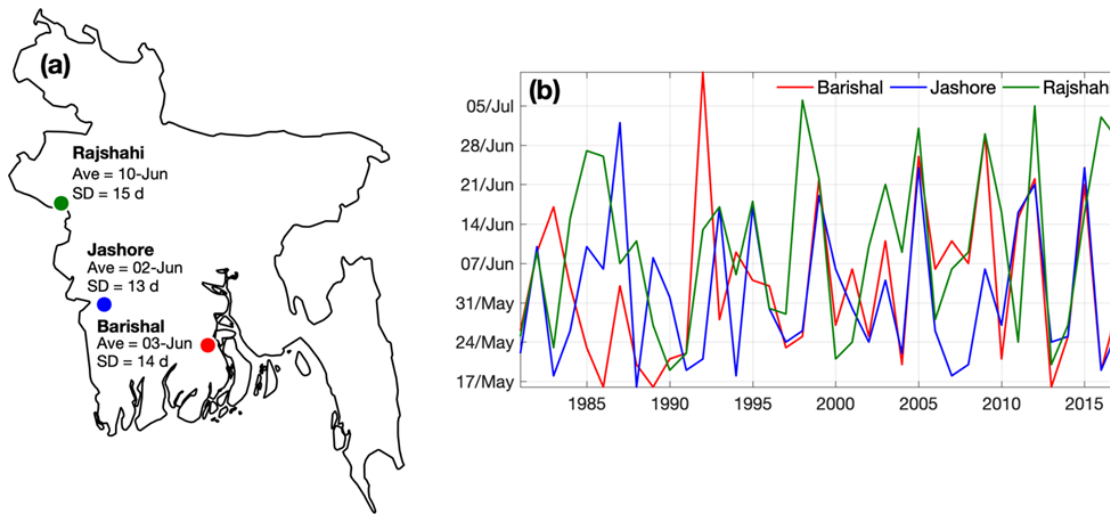 (a)
Rajshahi
Ave = 10-Jun
SD = 15 d
Jashore
Ave = 02-Jun
SD = 13 d
Barishal
Ave = 03-Jun
SD = 14 d
(b)
Barishal Jashore Rajshahi
05/Jul
28/Jun
21/Jun
14/Jun
07/Jun
31/May
24/May
17/May
1985 1990 1995 2000 2005 2010 2015